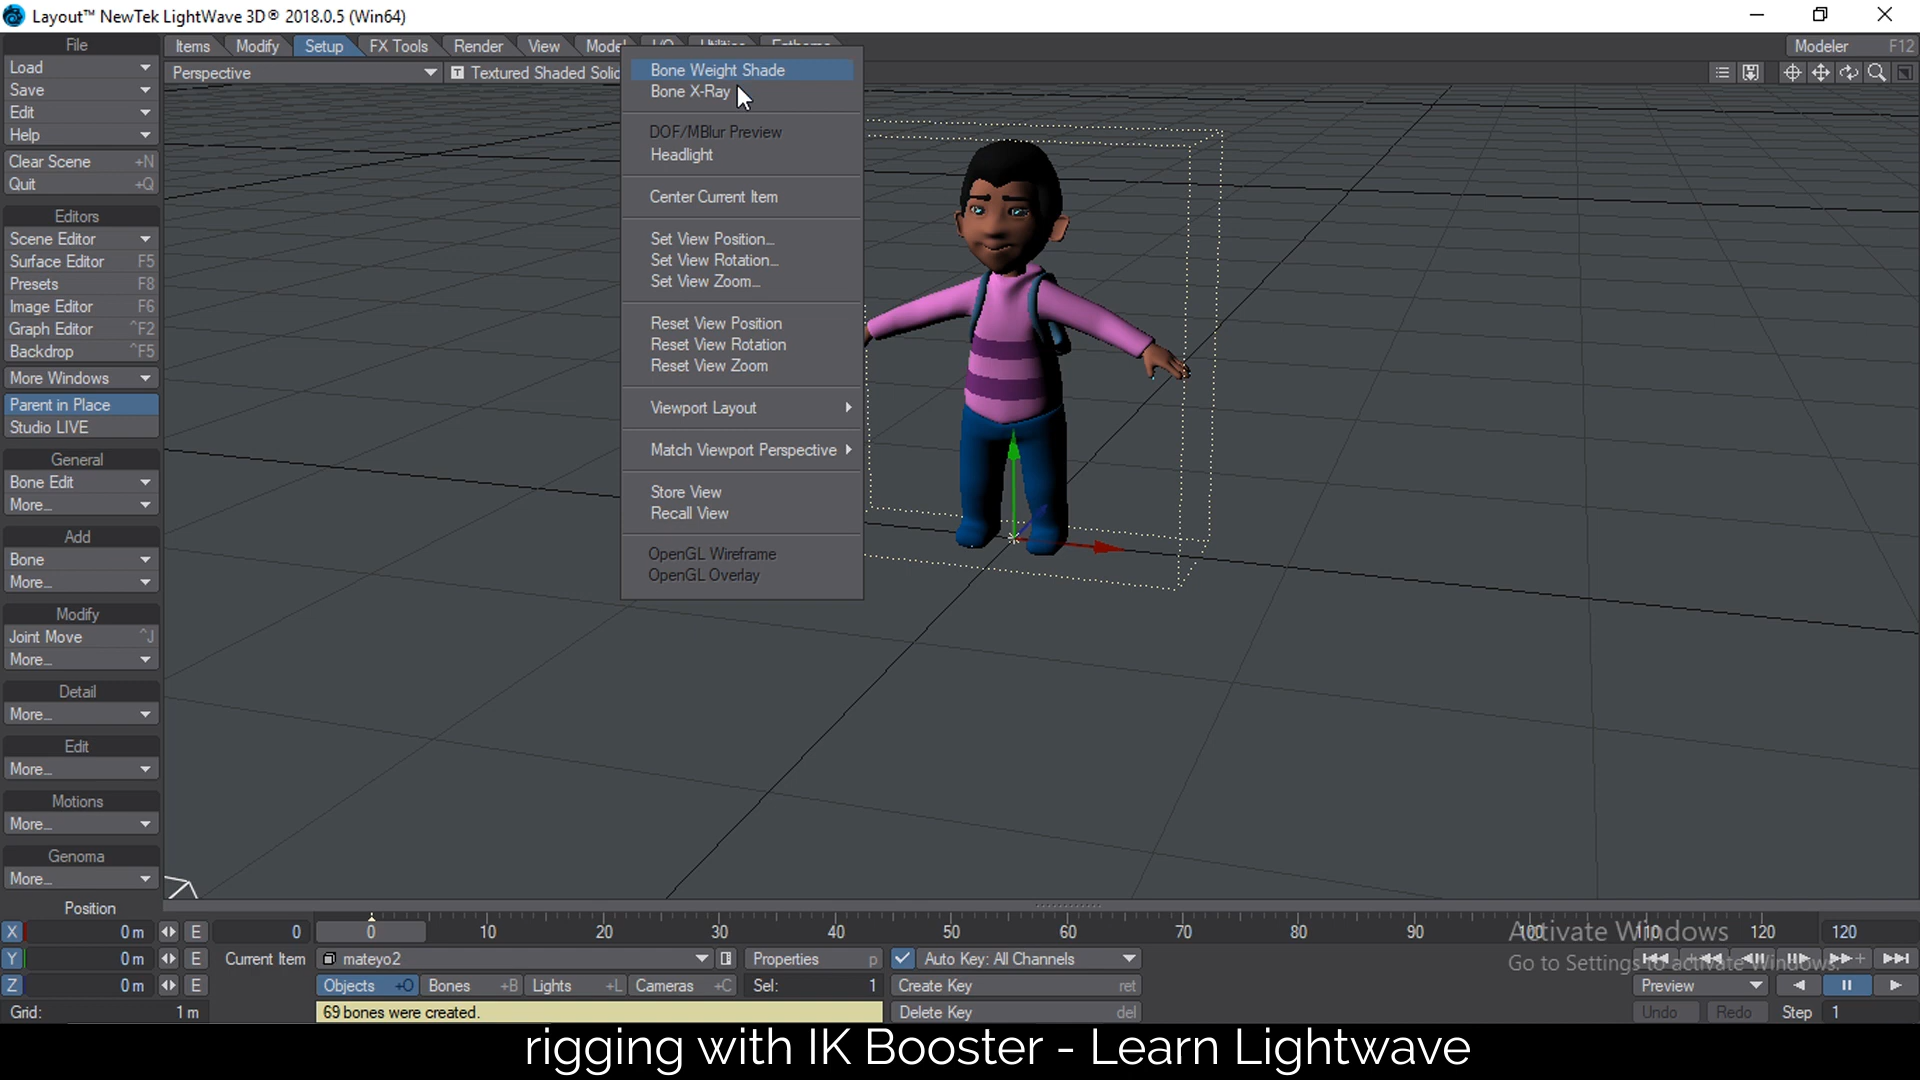 Layout™ NewTek LightWave 3D® 2018.0.5 (Win64)
File
Load
Save
Edit
Help
Clear Scene +N
Quit +Q
Editors
Scene Editor
Surface Editor F5
Presets F8
Image Editor F6
Graph Editor ^F2
Backdrop ^F5
More Windows
Parent in Place
Studio LIVE
General
Bone Edit
More...
Add
Bone
More...
Modify
Joint Move ^J
More...
Detail
More...
Edit
More...
Motions
More...
Genoma
More...
Items Modify Setup FX Tools Render View Model I/O Utilities
Modeler F12
Perspective
T Textured Shaded Solid
Bone Weight Shade
Bone X-Ray
DOF/MBlur Preview
Headlight
Center Current Item
Set View Position...
Set View Rotation...
Set View Zoom...
Reset View Position
Reset View Rotation
Reset View Zoom
Viewport Layout
Match Viewport Perspective
Store View
Recall View
OpenGL Wireframe
OpenGL Overlay
Position
X 0 m E
Y 0 m E
Z 0 m E
Grid: 1 m
0 0 10 20 30 40 50 60 70 80 90 100 110 120 120
Current Item mateyo2 Properties p
Auto Key: All Channels
Objects +O Bones +B Lights +L Cameras +C Sel: 1
Create Key ret
69 bones were created.
Delete Key del
Activate Windows
Go to Settings to activate Windows.
Preview
Undo Redo Step 1
rigging with IK Booster - Learn Lightwave